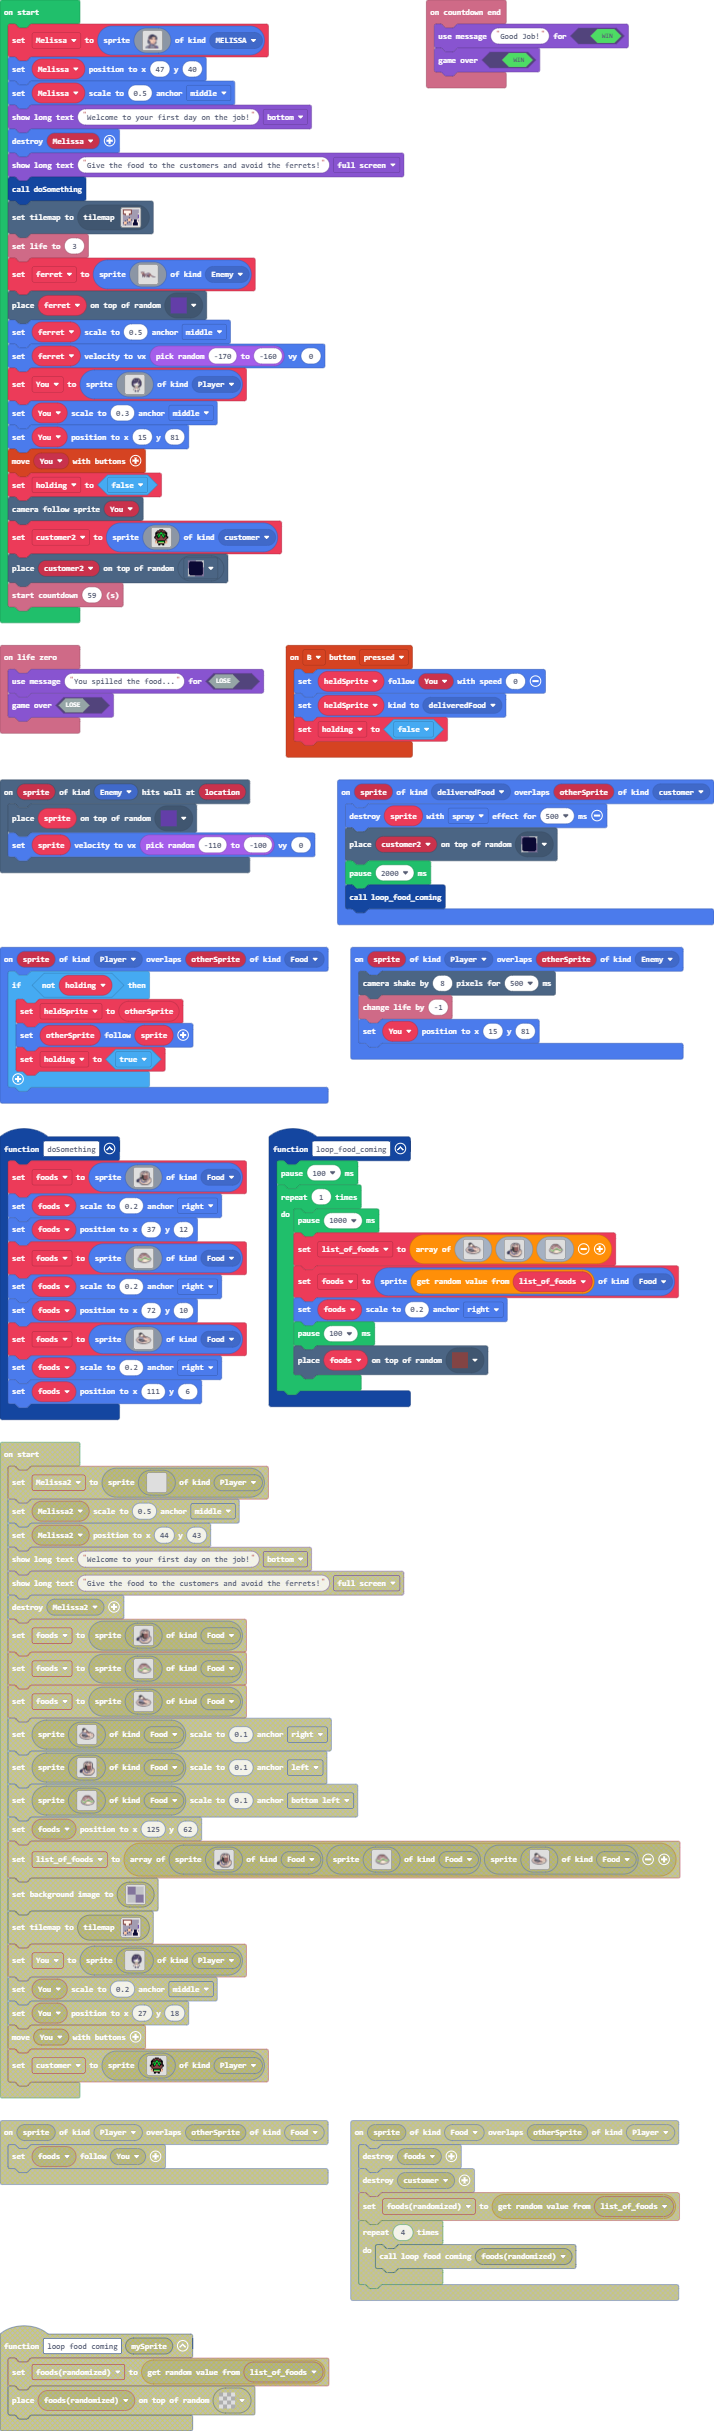 on start
set Melissa to sprite of kind MELISSA
set Melissa position to x 47 y 40
set Melissa scale to 0.5 anchor middle
show long text "Welcome to your first day on the job!" bottom
destroy Melissa
show long text "Give the food to the customers and avoid the ferrets!" full screen
call doSomething
set tilemap to tilemap
set life to 3
set ferret to sprite of kind Enemy
place ferret on top of random
set ferret scale to 0.5 anchor middle
set ferret velocity to vx pick random -170 to -160 vy 0
set You to sprite of kind Player
set You scale to 0.3 anchor middle
set You position to x 15 y 81
move You with buttons
set holding to false
camera follow sprite You
set customer2 to sprite of kind customer
place customer2 on top of random
start countdown 59 (s)
on countdown end
use message "Good Job!" for WIN
game over WIN
on life zero
use message "You spilled the food..." for LOSE
game over LOSE
on B button pressed
set heldSprite follow You with speed 0
set heldSprite kind to deliveredFood
set holding to false
on sprite of kind Enemy hits wall at location
place sprite on top of random
set sprite velocity to vx pick random -110 to -100 vy 0
on sprite of kind deliveredFood overlaps otherSprite of kind customer
destroy sprite with spray effect for 500 ms
place customer2 on top of random
pause 2000 ms
call loop_food_coming
on sprite of kind Player overlaps otherSprite of kind Food
if not holding then
set heldSprite to otherSprite
set otherSprite follow sprite
set holding to true
on sprite of kind Player overlaps otherSprite of kind Enemy
camera shake by 8 pixels for 500 ms
change life by -1
set You position to x 15 y 81
function doSomething
set foods to sprite of kind Food
set foods scale to 0.2 anchor right
set foods position to x 37 y 12
set foods to sprite of kind Food
set foods scale to 0.2 anchor right
set foods position to x 72 y 10
set foods to sprite of kind Food
set foods scale to 0.2 anchor right
set foods position to x 111 y 6
function loop_food_coming
pause 100 ms
repeat 1 times
do pause 1000 ms
set list_of_foods to array of
set foods to sprite get random value from list_of_foods of kind Food
set foods scale to 0.2 anchor right
pause 100 ms
place foods on top of random
on start
set Melissa2 to sprite of kind Player
set Melissa2 scale to 0.5 anchor middle
set Melissa2 position to x 44 y 43
show long text "Welcome to your first day on the job!" bottom
show long text "Give the food to the customers and avoid the ferrets!" full screen
destroy Melissa2
set foods to sprite of kind Food
set foods to sprite of kind Food
set foods to sprite of kind Food
set sprite of kind Food scale to 0.1 anchor right
set sprite of kind Food scale to 0.1 anchor left
set sprite of kind Food scale to 0.1 anchor bottom left
set foods position to x 125 y 62
set list_of_foods to array of sprite of kind Food sprite of kind Food sprite of kind Food
set background image to
set tilemap to tilemap
set You to sprite of kind Player
set You scale to 0.2 anchor middle
set You position to x 27 y 18
move You with buttons
set customer to sprite of kind Player
on sprite of kind Player overlaps otherSprite of kind Food
set foods follow You
on sprite of kind Food overlaps otherSprite of kind Player
destroy foods
destroy customer
set foods(randomized) to get random value from list_of_foods
repeat 4 times
do call loop food coming foods(randomized)
function loop food coming mySprite
set foods(randomized) to get random value from list_of_foods
place foods(randomized) on top of random